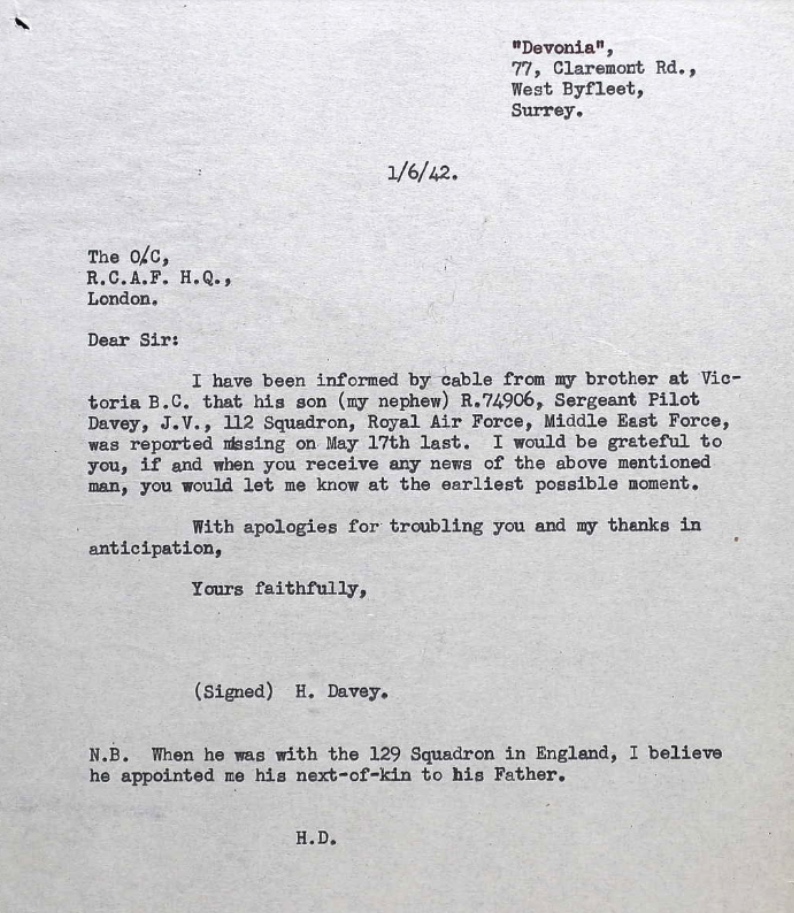 "Devonia",
77, Claremont Rd.,
West Byfleet,
Surrey.
1/6/42.
The O/C,
R.C.A.F. H.Q.,
London.
Dear Sir:
I have been informed by cable from my brother at Vic-
toria B.C. that his son (my nephew) R.74906, Sergeant Pilot
Davey, J.V., 112 Squadron, Royal Air Force, Middle East Force,
was reported missing on May 17th last. I would be grateful to
you, if and when you receive any news of the above mentioned
man, you would let me know at the earliest possible moment.
With apologies for troubling you and my thanks in
anticipation,
Yours faithfully,
(Signed) H. Davey.
N.B. When he was with the 129 Squadron in England, I believe
he appointed me his next-of-kin to his Father.
H.D.